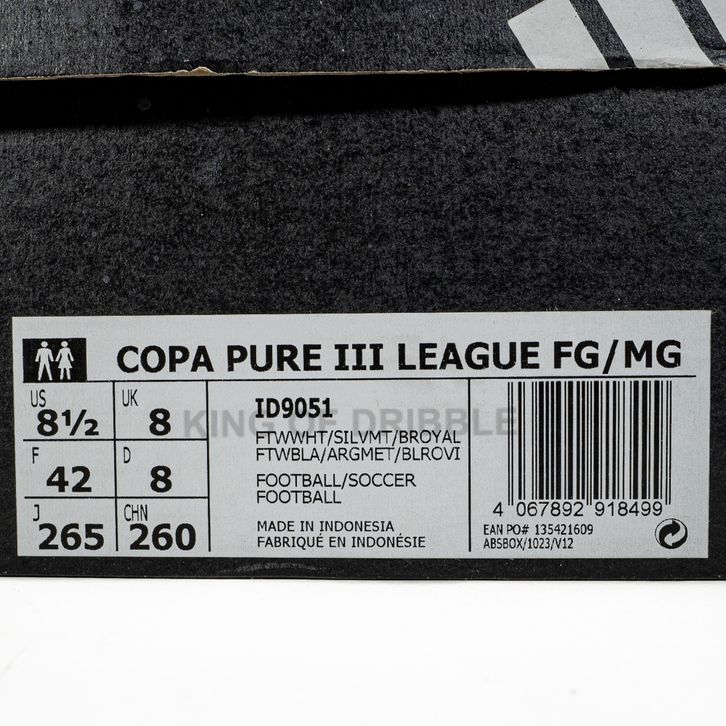 COPA PURE III LEAGUE FG/MG
US 8½ UK 8
F 42 D 8
J 265 CHN 260
ID9051
KING OF DRIBBLE
FTWWHT/SILVMT/BROYAL
FTWBLA/ARGMET/BLROVI
FOOTBALL/SOCCER
FOOTBALL
MADE IN INDONESIA
FABRIQUÉ EN INDONÉSIE
4 067892 918499
EAN PO# 135421609
ABSBOX/1023/V12